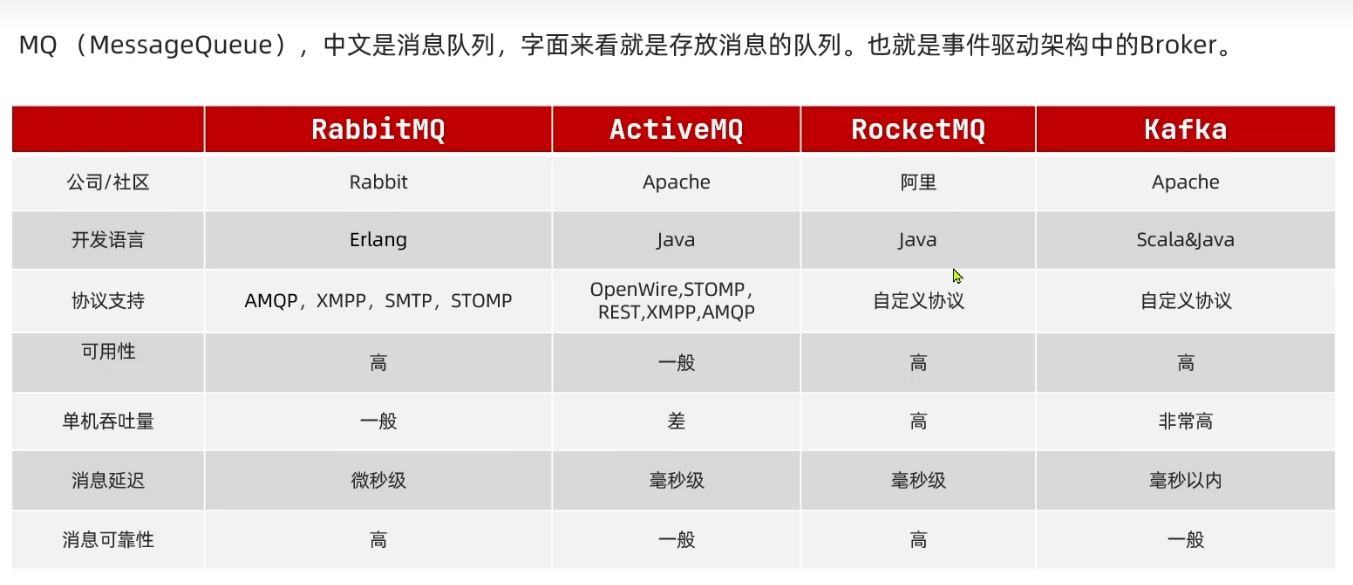 MQ （MessageQueue），中文是消息队列，字面来看就是存放消息的队列。也就是事件驱动架构中的Broker。
RabbitMQ ActiveMQ RocketMQ Kafka
公司/社区 Rabbit Apache 阿里 Apache
开发语言 Erlang Java Java Scala&Java
协议支持 AMQP，XMPP，SMTP，STOMP OpenWire,STOMP， REST,XMPP,AMQP 自定义协议 自定义协议
可用性 高 一般 高 高
单机吞吐量 一般 差 高 非常高
消息延迟 微秒级 毫秒级 毫秒级 毫秒以内
消息可靠性 高 一般 高 一般